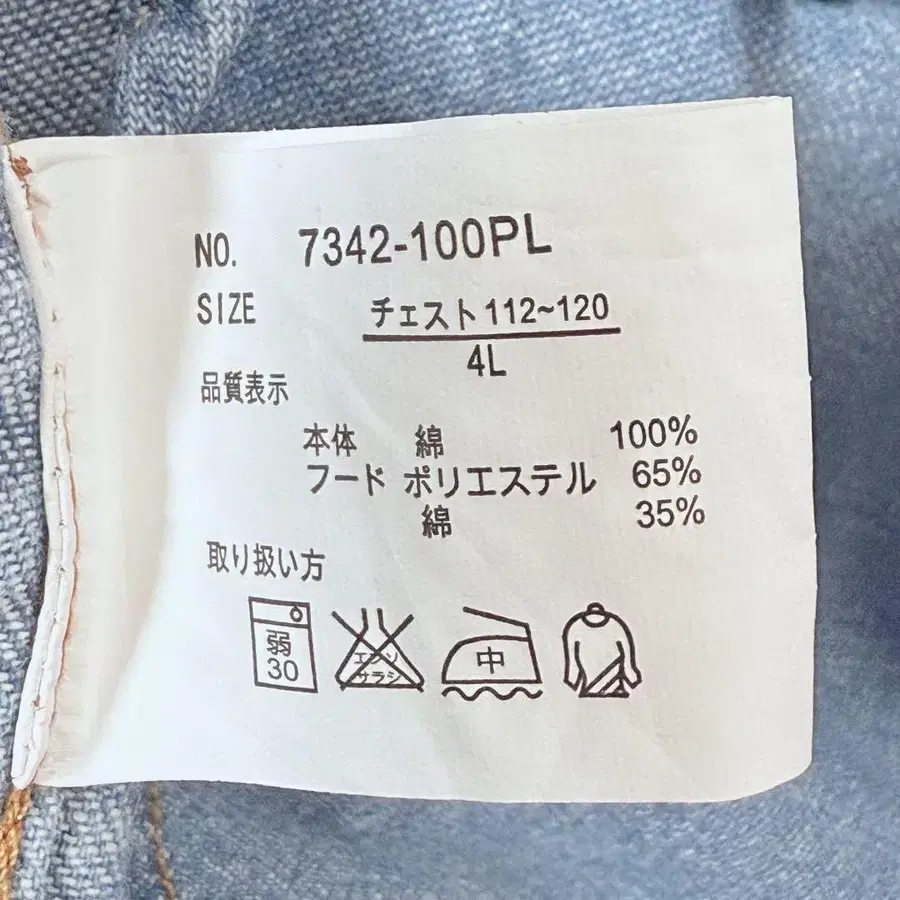 NO. 7342-100PL
SIZE チェスト112~120
4L
品質表示
本体 綿 100%
フード ポリエステル 65%
綿 35%
取り扱い方
弱
30
エンソ
サラシ
中